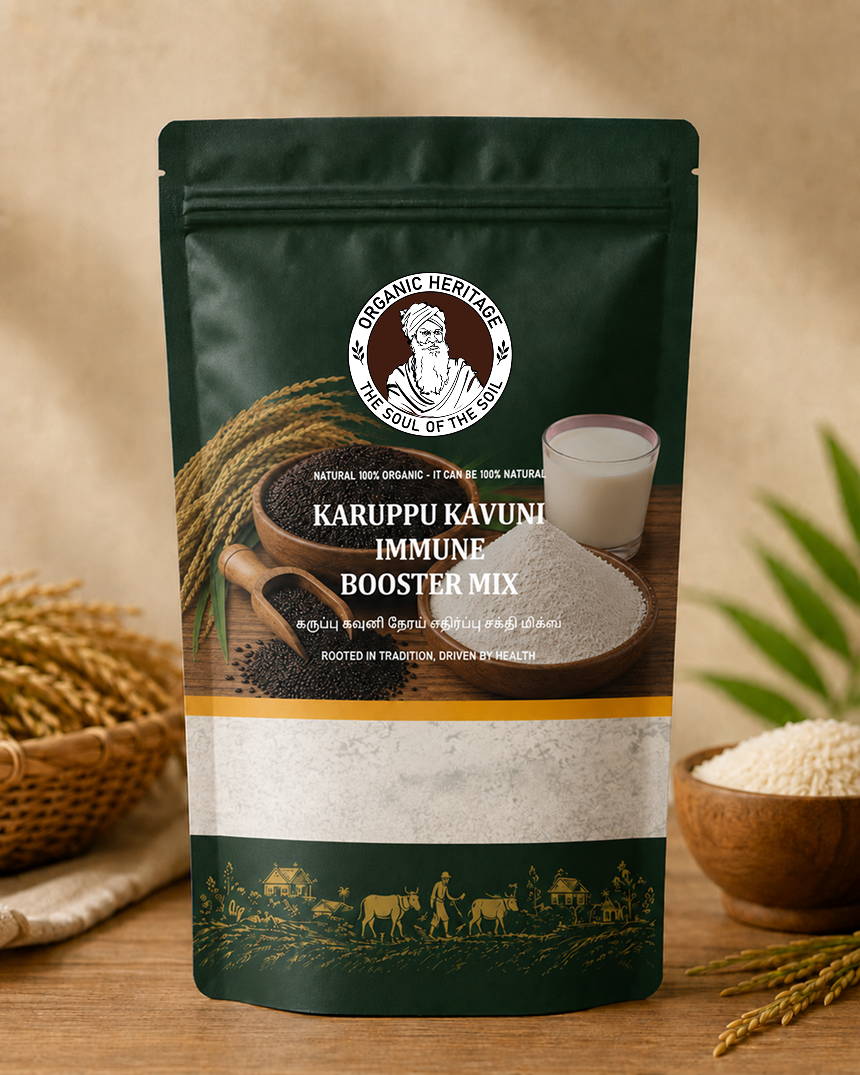 ORGANIC HERITAGE
THE SOUL OF THE SOIL
NATURAL 100% ORGANIC - IT CAN BE 100% NATURAL
KARUPPU KAVUNI
IMMUNE
BOOSTER MIX
கருப்பு கவுனி நேரய் எதிர்ப்பு சக்தி மிக்ஸ
ROOTED IN TRADITION, DRIVEN BY HEALTH